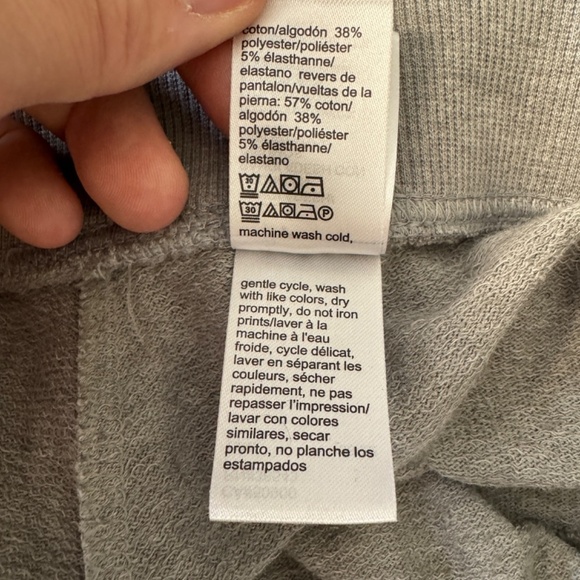 coton/algodón 38%
polyester/poliéster
5% élasthanne/
elastano revers de
pantalon/vueltas de la
pierna: 57% coton/
algodón 38%
polyester/poliéster
5% élasthanne/
elastano
30
30 P
machine wash cold,
gentle cycle, wash
with like colors, dry
promptly, do not iron
prints/laver à la
machine à l'eau
froide, cycle délicat,
laver en séparant les
couleurs, sécher
rapidement, ne pas
repasser l'impression/
lavar con colores
similares, secar
pronto, no planche los
estampados